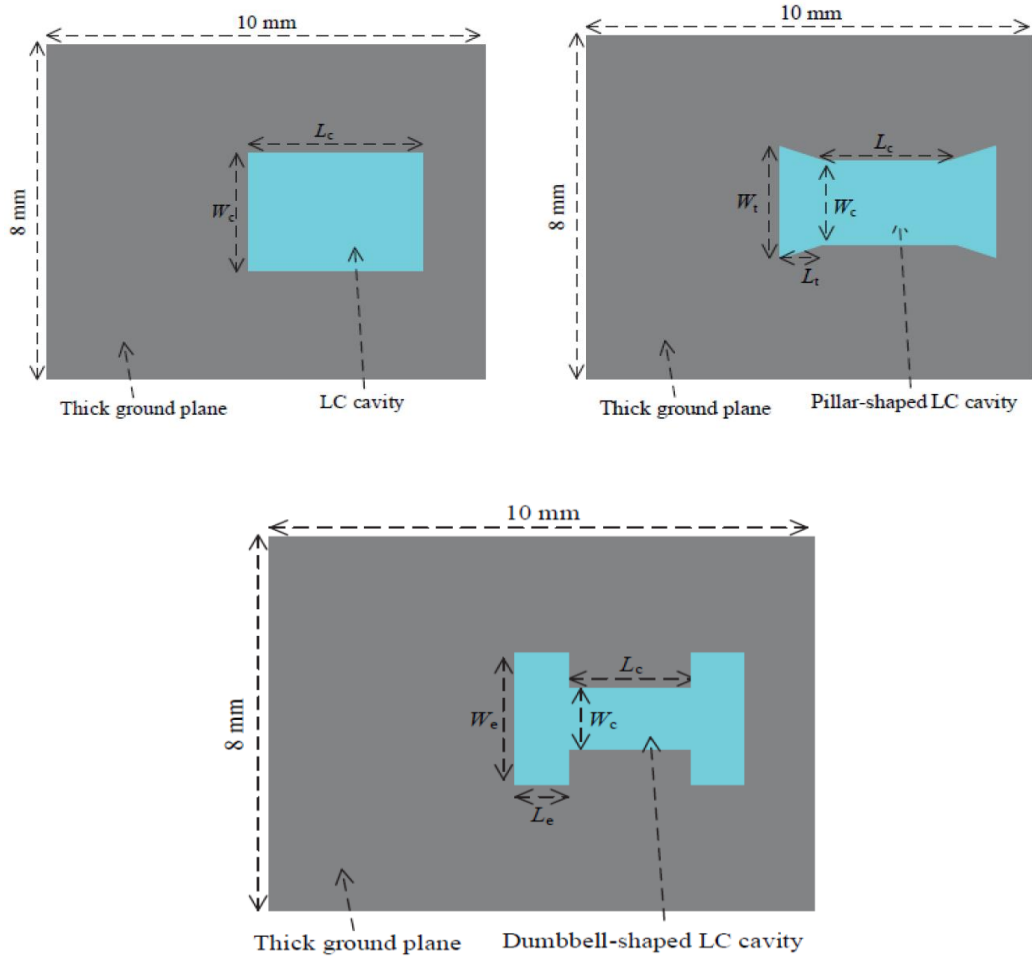 10 mm
8 mm
Lc
Wc
Thick ground plane
LC cavity
10 mm
8 mm
Lc
Wt
Wc
Lt
Thick ground plane
Pillar-shaped LC cavity
10 mm
8 mm
Lc
We
Wc
Le
Thick ground plane
Dumbbell-shaped LC cavity